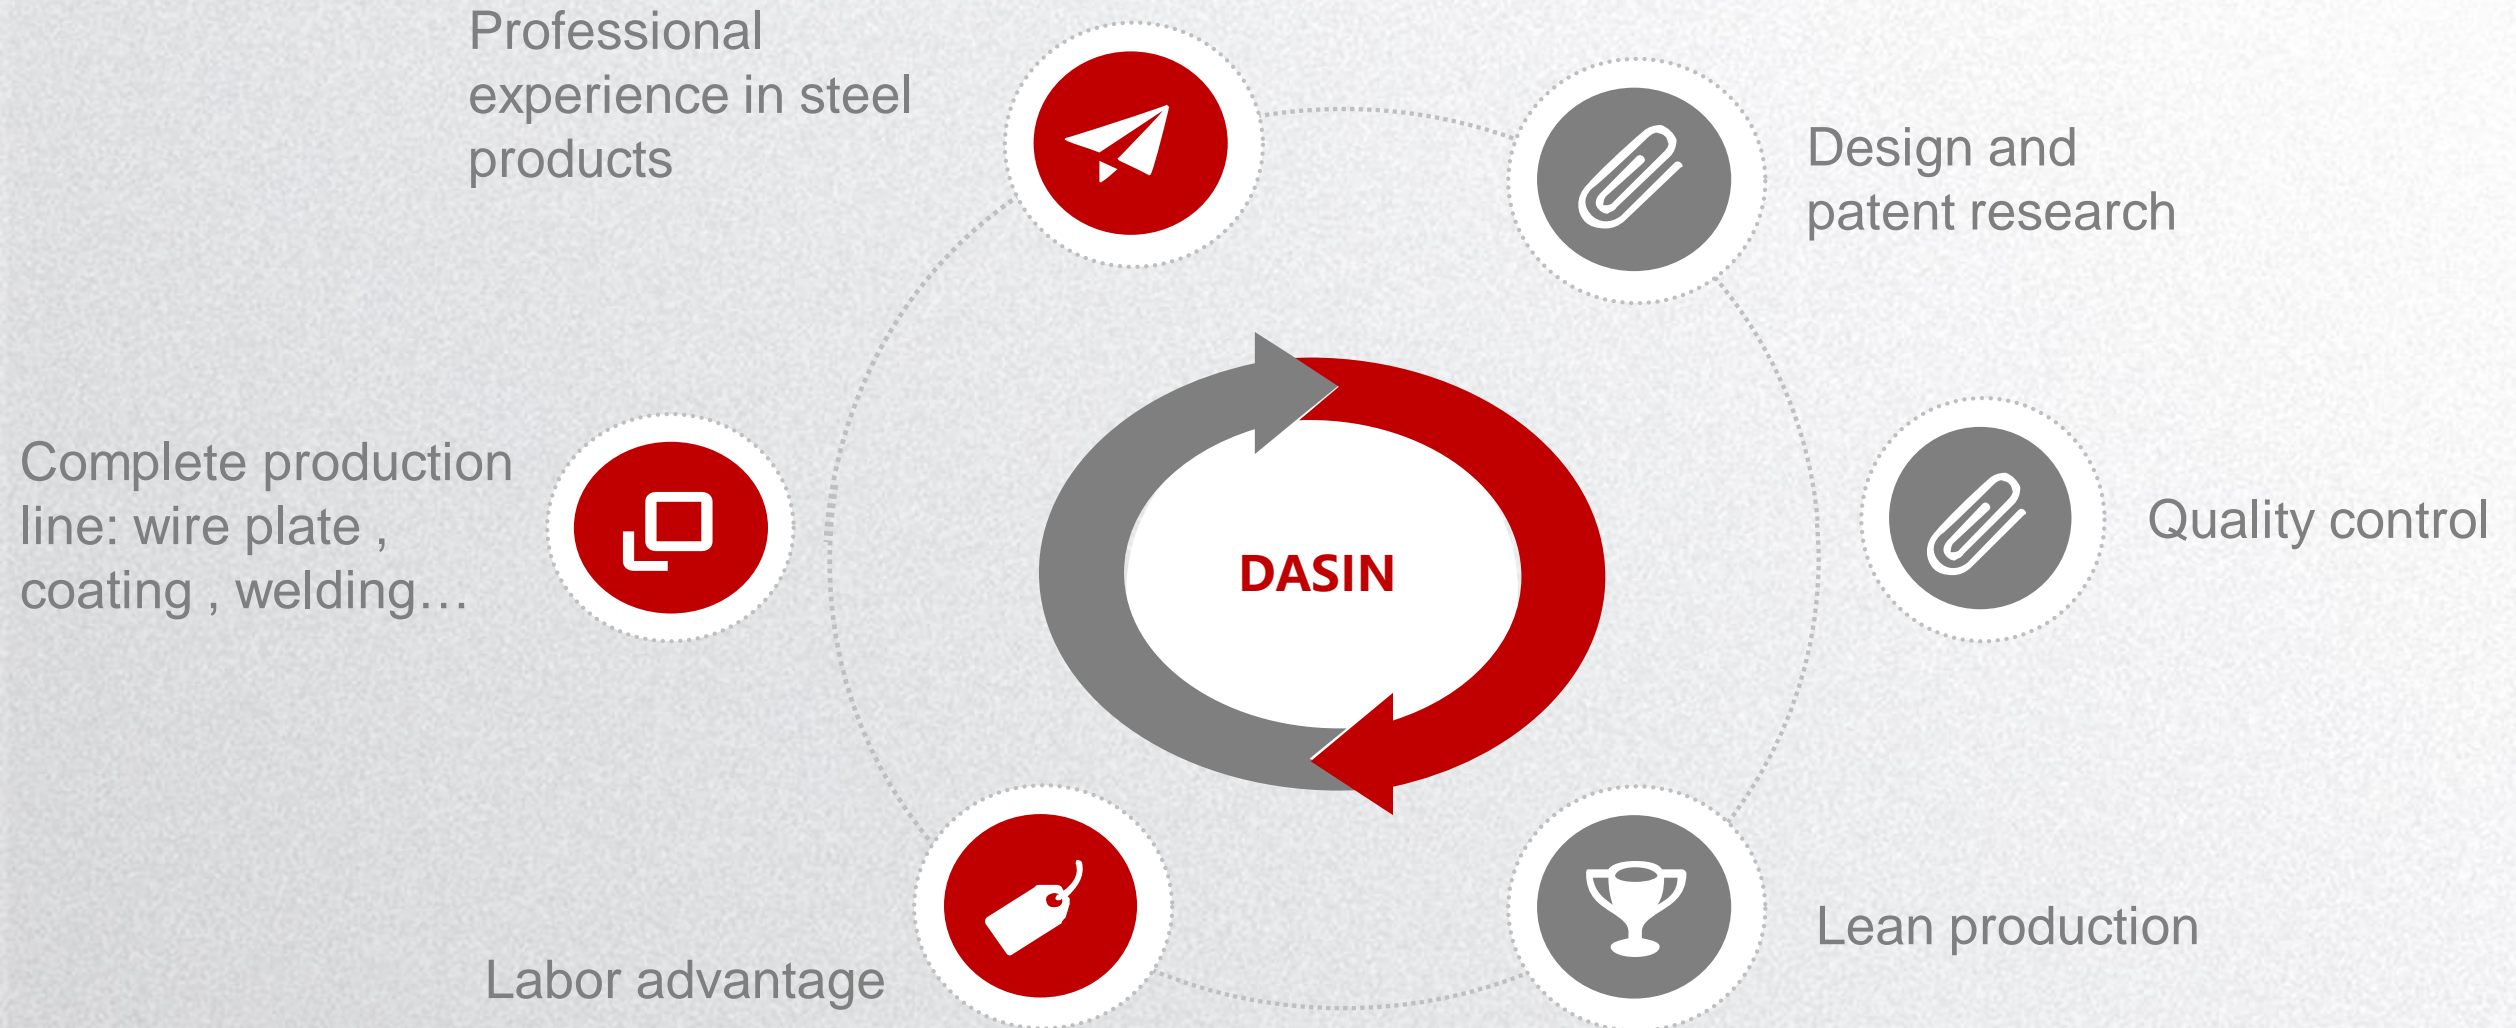 Professional
experience in steel
products
Design and
patent research
Complete production
line: wire plate ,
coating , welding…
DASIN
Quality control
Labor advantage
Lean production